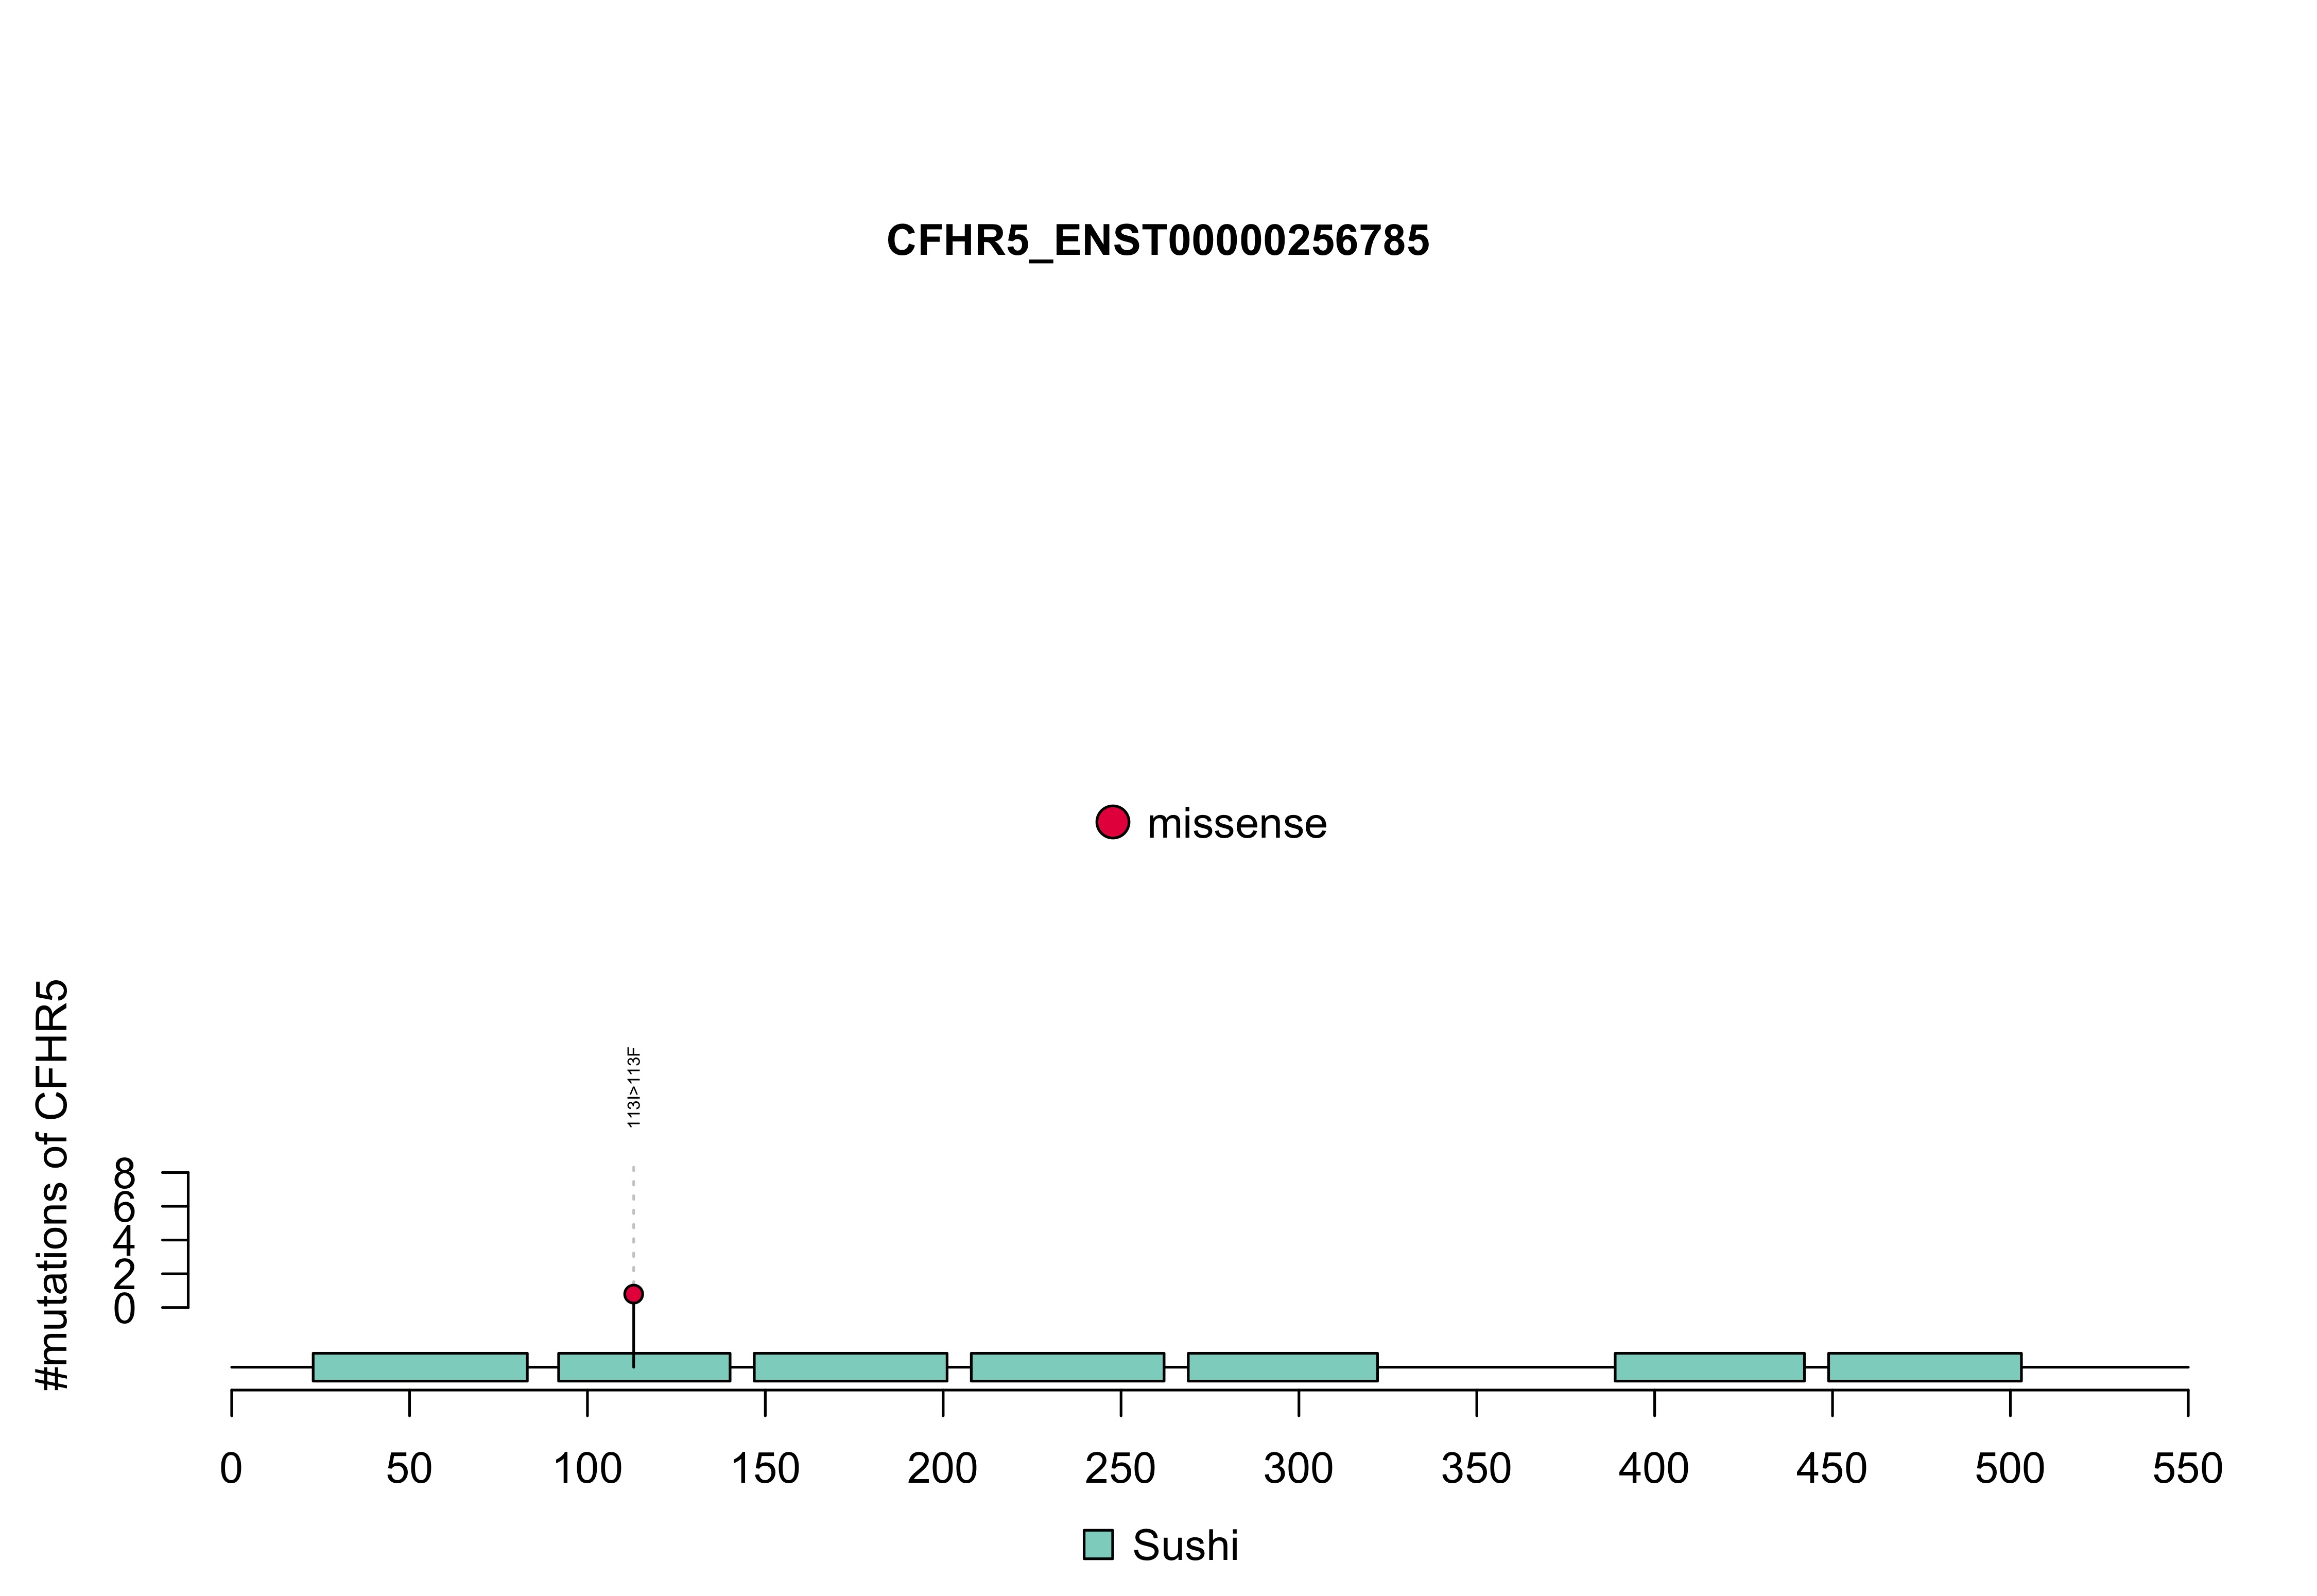 CFHR5_ENST00000256785
missense
#mutations of CFHR5
113I>113F
8
6
4
2
0
0 50 100 150 200 250 300 350 400 450 500 550
Sushi